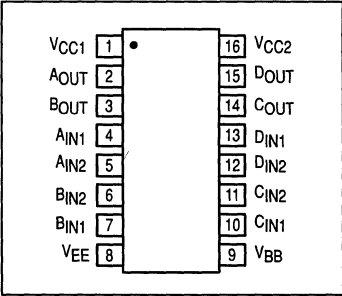 VCC1 1 16 VCC2
AOUT 2 15 DOUT
BOUT 3 14 COUT
AIN1 4 13 DIN1
AIN2 5 12 DIN2
BIN2 6 11 CIN2
BIN1 7 10 CIN1
VEE 8 9 VBB